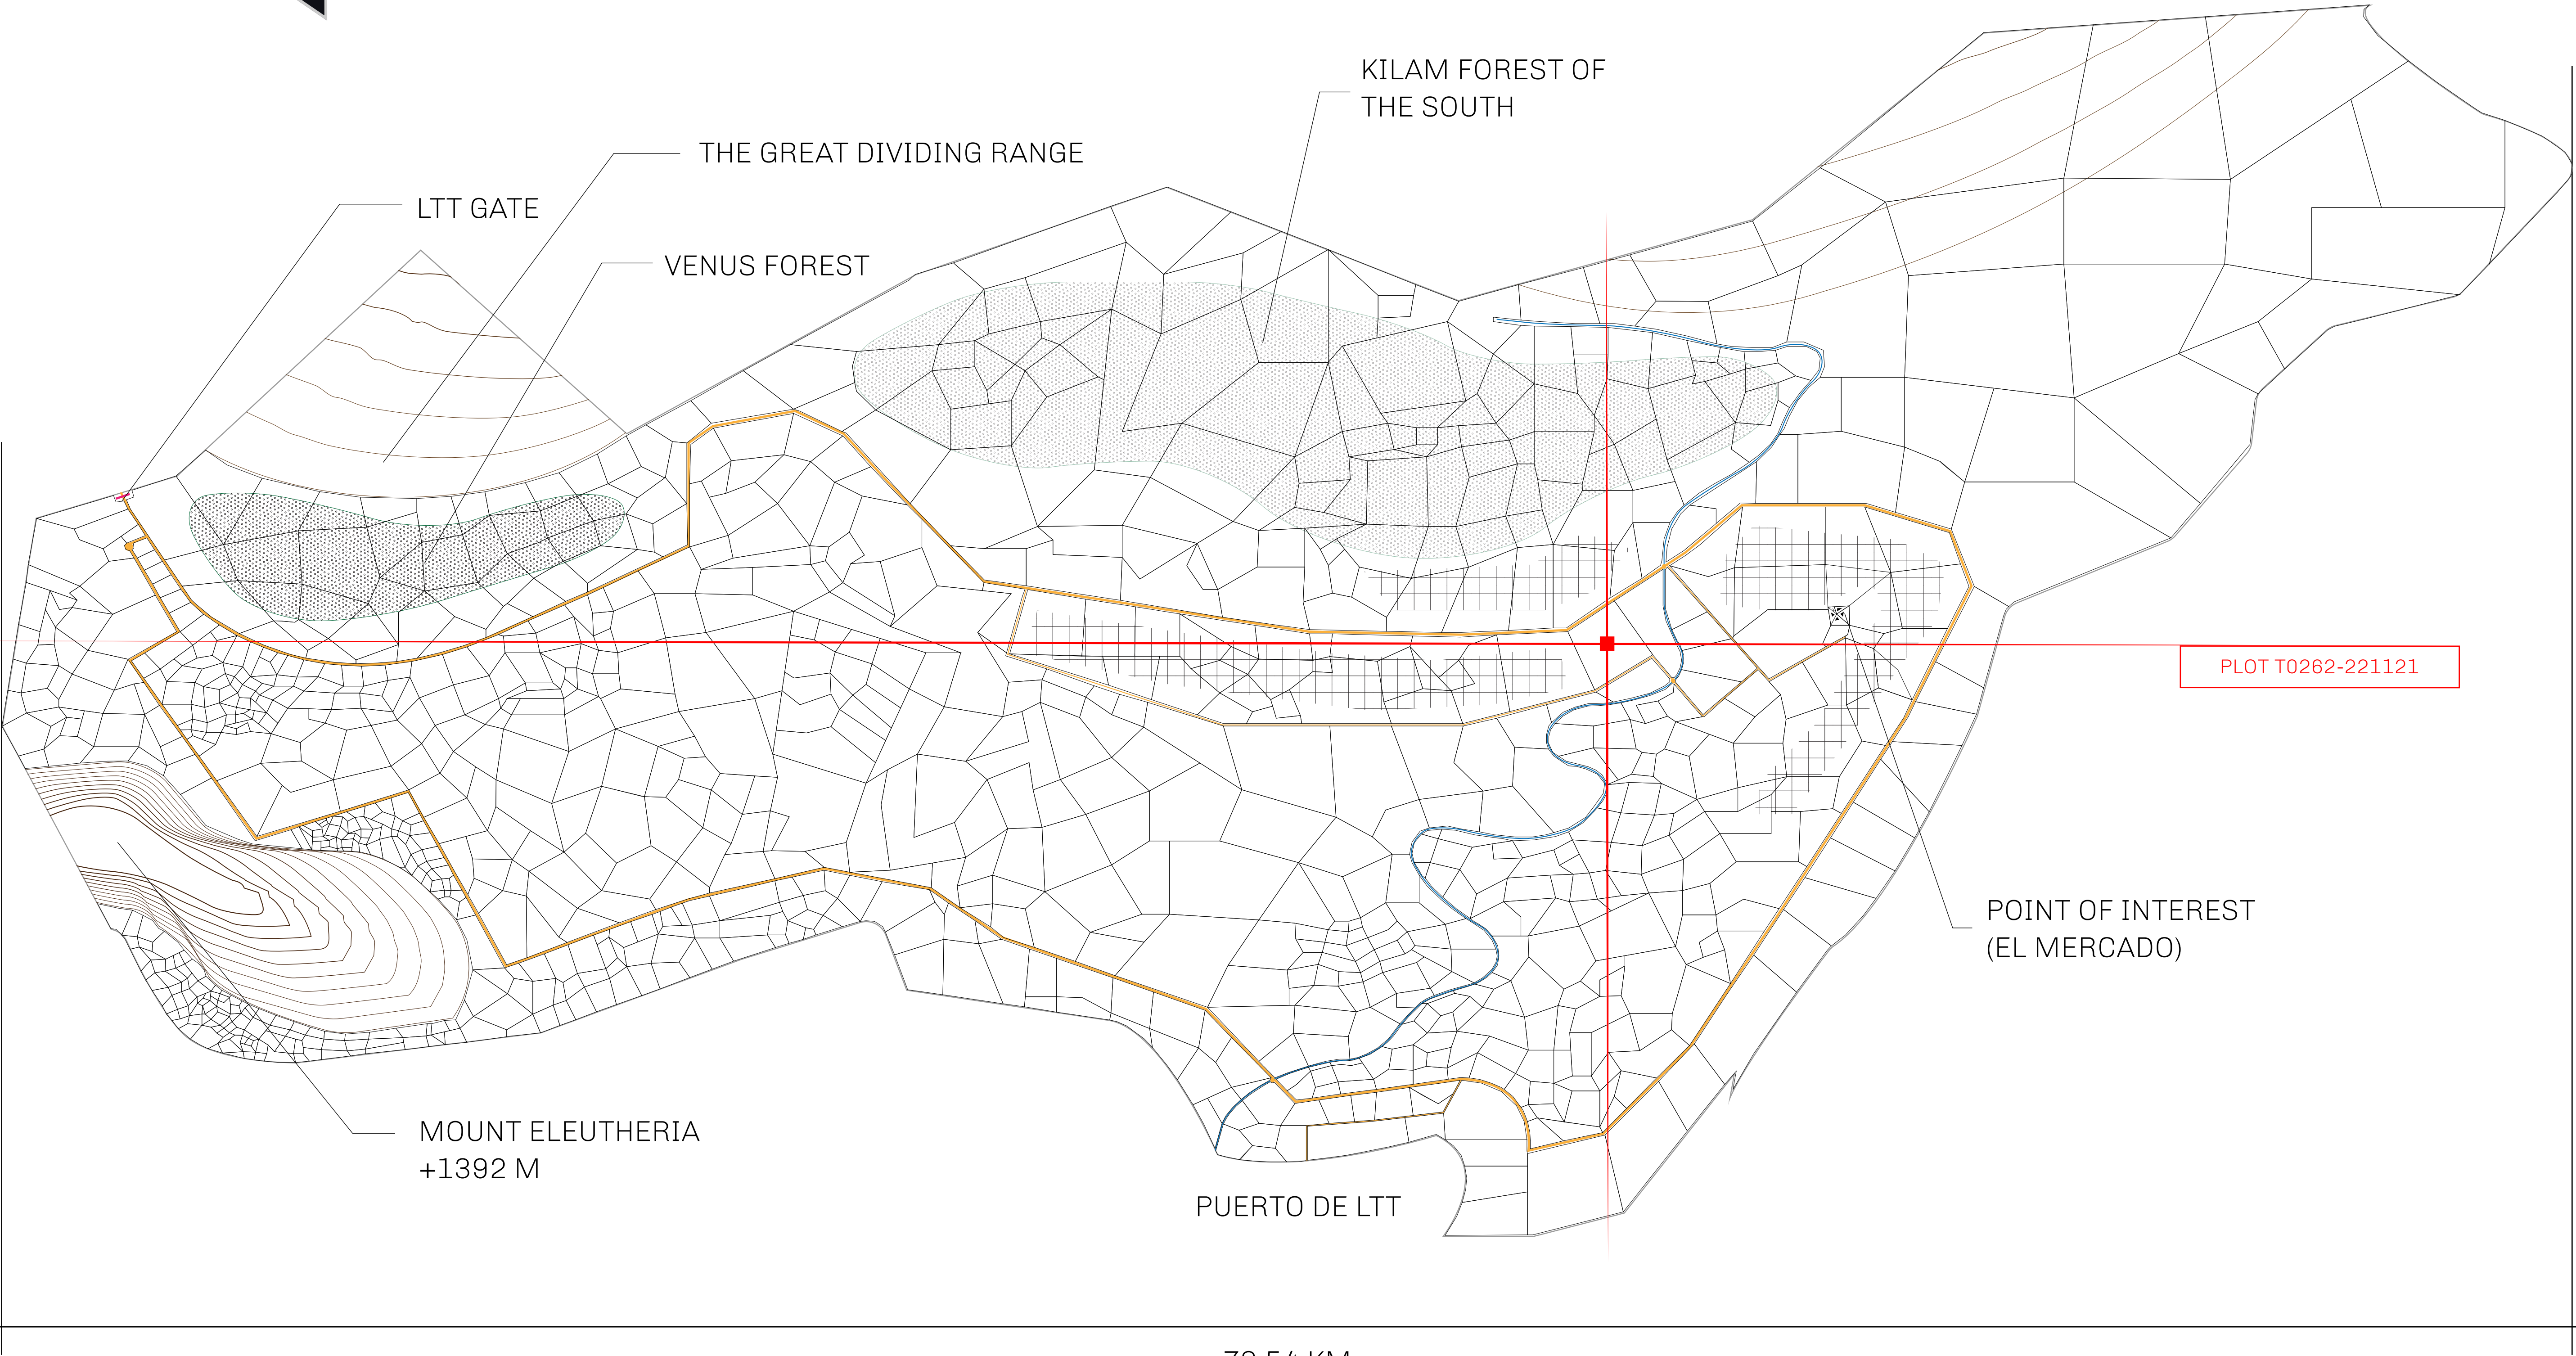 KILAM FOREST OF
THE SOUTH
THE GREAT DIVIDING RANGE
LTT GATE
VENUS FOREST
PLOT T0262-221121
POINT OF INTEREST
(EL MERCADO)
MOUNT ELEUTHERIA
+1392 M
PUERTO DE LTT
KM